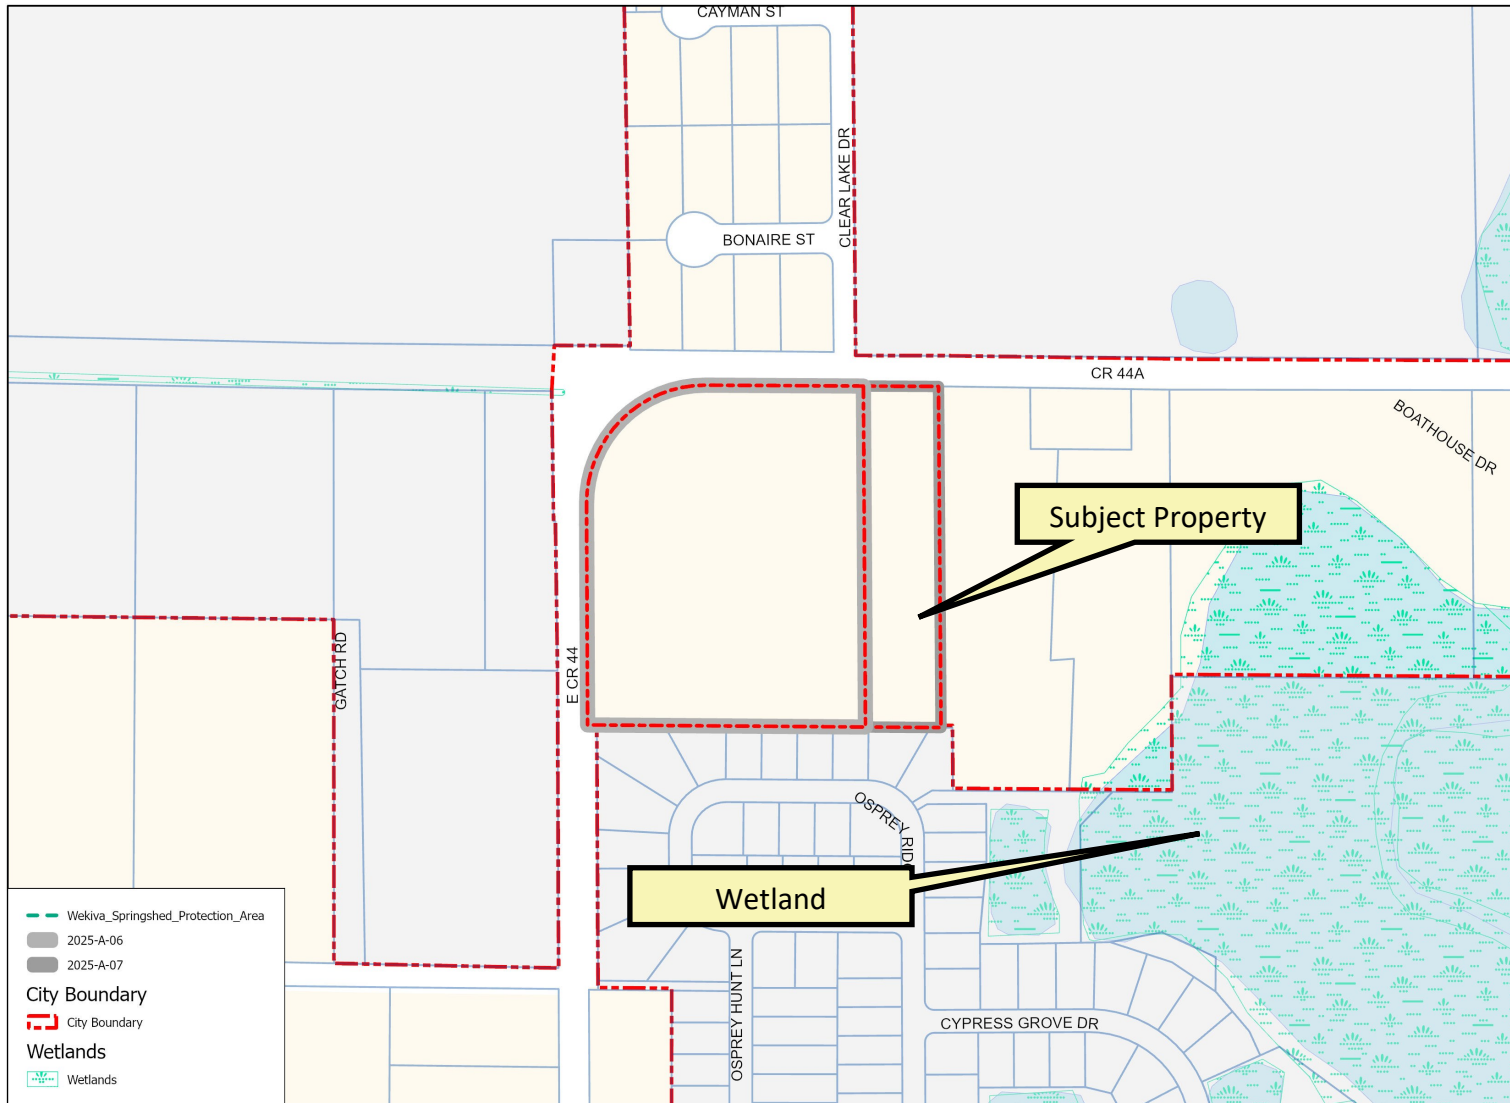 CAYMAN ST
CLEAR LAKE DR
BONAIRE ST
CR 44A
BOATHOUSE DR
Subject Property
GATCH RD
E CR 44
OSPREY RIDG
Wetland
OSPREY HUNT LN
CYPRESS GROVE DR
Wekiva_Springshed_Protection_Area
2025-A-06
2025-A-07
City Boundary
City Boundary
Wetlands
Wetlands